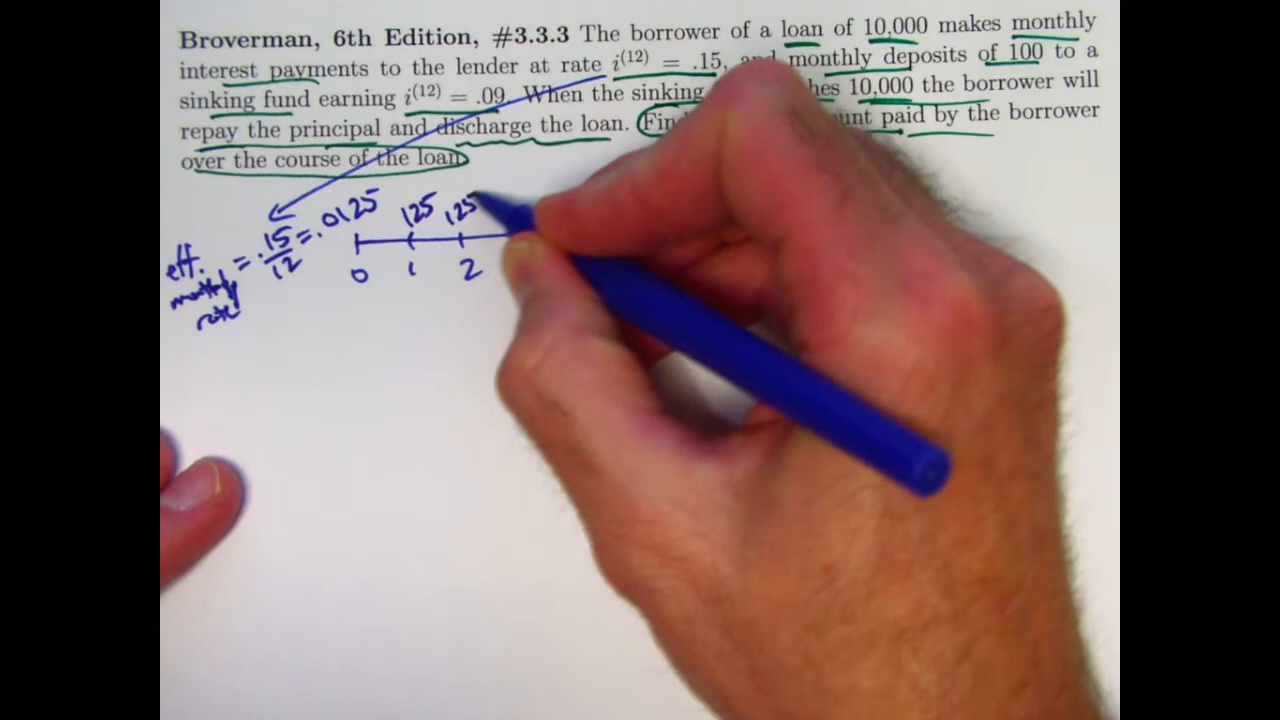 Broverman, 6th Edition, #3.3.3 The borrower of a loan of 10,000 makes monthly
interest payments to the lender at rate i^(12) = .15, and monthly deposits of 100 to a
sinking fund earning i^(12) = .09. When the sinking 10,000 the borrower will
repay the principal and discharge the loan. paid by the borrower
over the course of the loan
eff. monthly rate = .15/12 = .0125
125 125
0 1 2